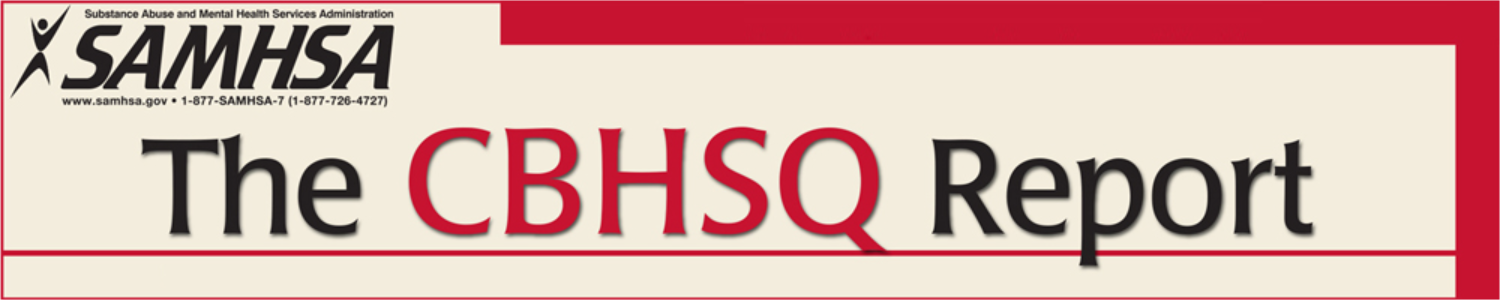 Substance Abuse and Mental Health Services Administration
SAMHSA
www.samhsa.gov • 1-877-SAMHSA-7 (1-877-726-4727)
The CBHSQ Report